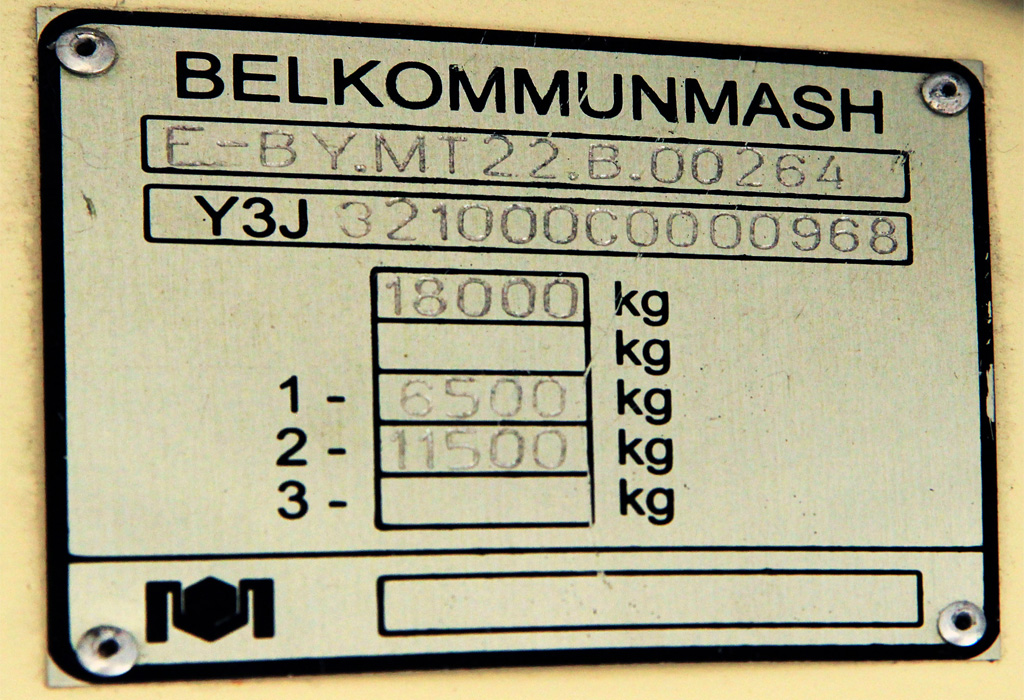 BELKOMMUNMASH
E-BY.MT22.B.00264
Y3J 321000C0000968
18000 kg
kg
1 - 6500 kg
2 - 11500 kg
3 - kg